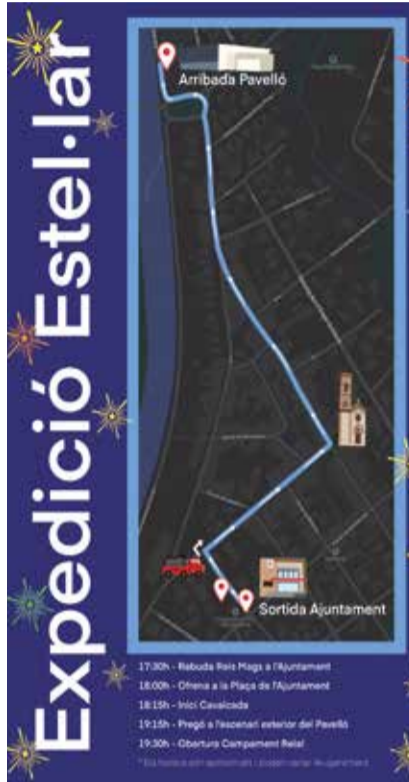 Expedició Estel·lar
Arribada Pavelló
Sortida Ajuntament
17:30h - Rebuda Reis Mags a l'Ajuntament
18:00h - Ofrena a la Plaça de l'Ajuntament
18:15h - Inici Cavalcada
19:15h - Pregó a l'escenari exterior del Pavelló
19:30h - Obertura Campament Reial